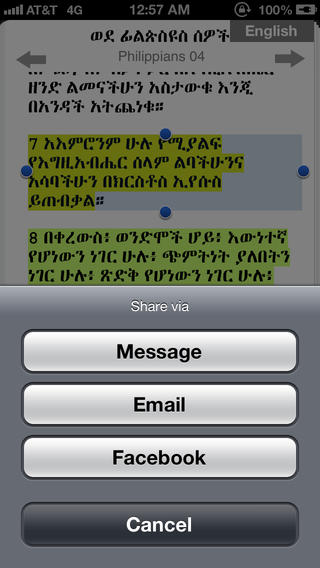 AT&T 4G 12:57 AM 100%
ወደ ፊልጵስዩስ ሰዎች
English
Philippians 04
ዘንድ ልመናችሁን አስታውቁ እንጂ
በአንዳች አትጨነቁ።
7 አእምሮንም ሁሉ የሚያልፍ
የእግዚአብሔር ሰላም ልባችሁንና
አሳባችሁን በክርስቶስ ኢየሱስ
ይጠብቃል።
8 በቀረውስ፥ ወንድሞች ሆይ፥ እውነተኛ
የሆነውን ነገር ሁሉ፥ ጭምትነት ያለበትን
ነገር ሁሉ፥ ጽድቅ የሆነውን ነገር ሁሉ፥
Share via
Message
Email
Facebook
Cancel